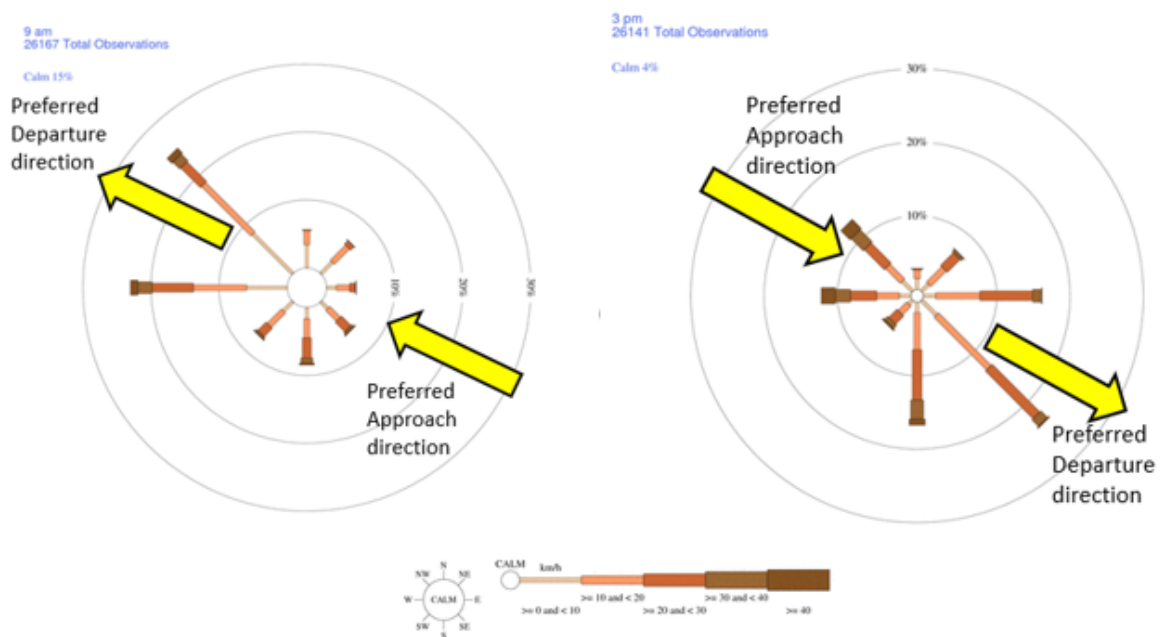 9 am
26167 Total Observations
Calm 15%
Preferred
Departure
direction
10%
20%
30%
Preferred
Approach
direction
3 pm
26141 Total Observations
Calm 4%
30%
Preferred
Approach
direction
20%
10%
Preferred
Departure
direction
N
NW NE
W CALM E
SW SE
S
CALM km/h
>= 10 and < 20 >= 30 and < 40
>= 0 and < 10 >= 20 and < 30 >= 40